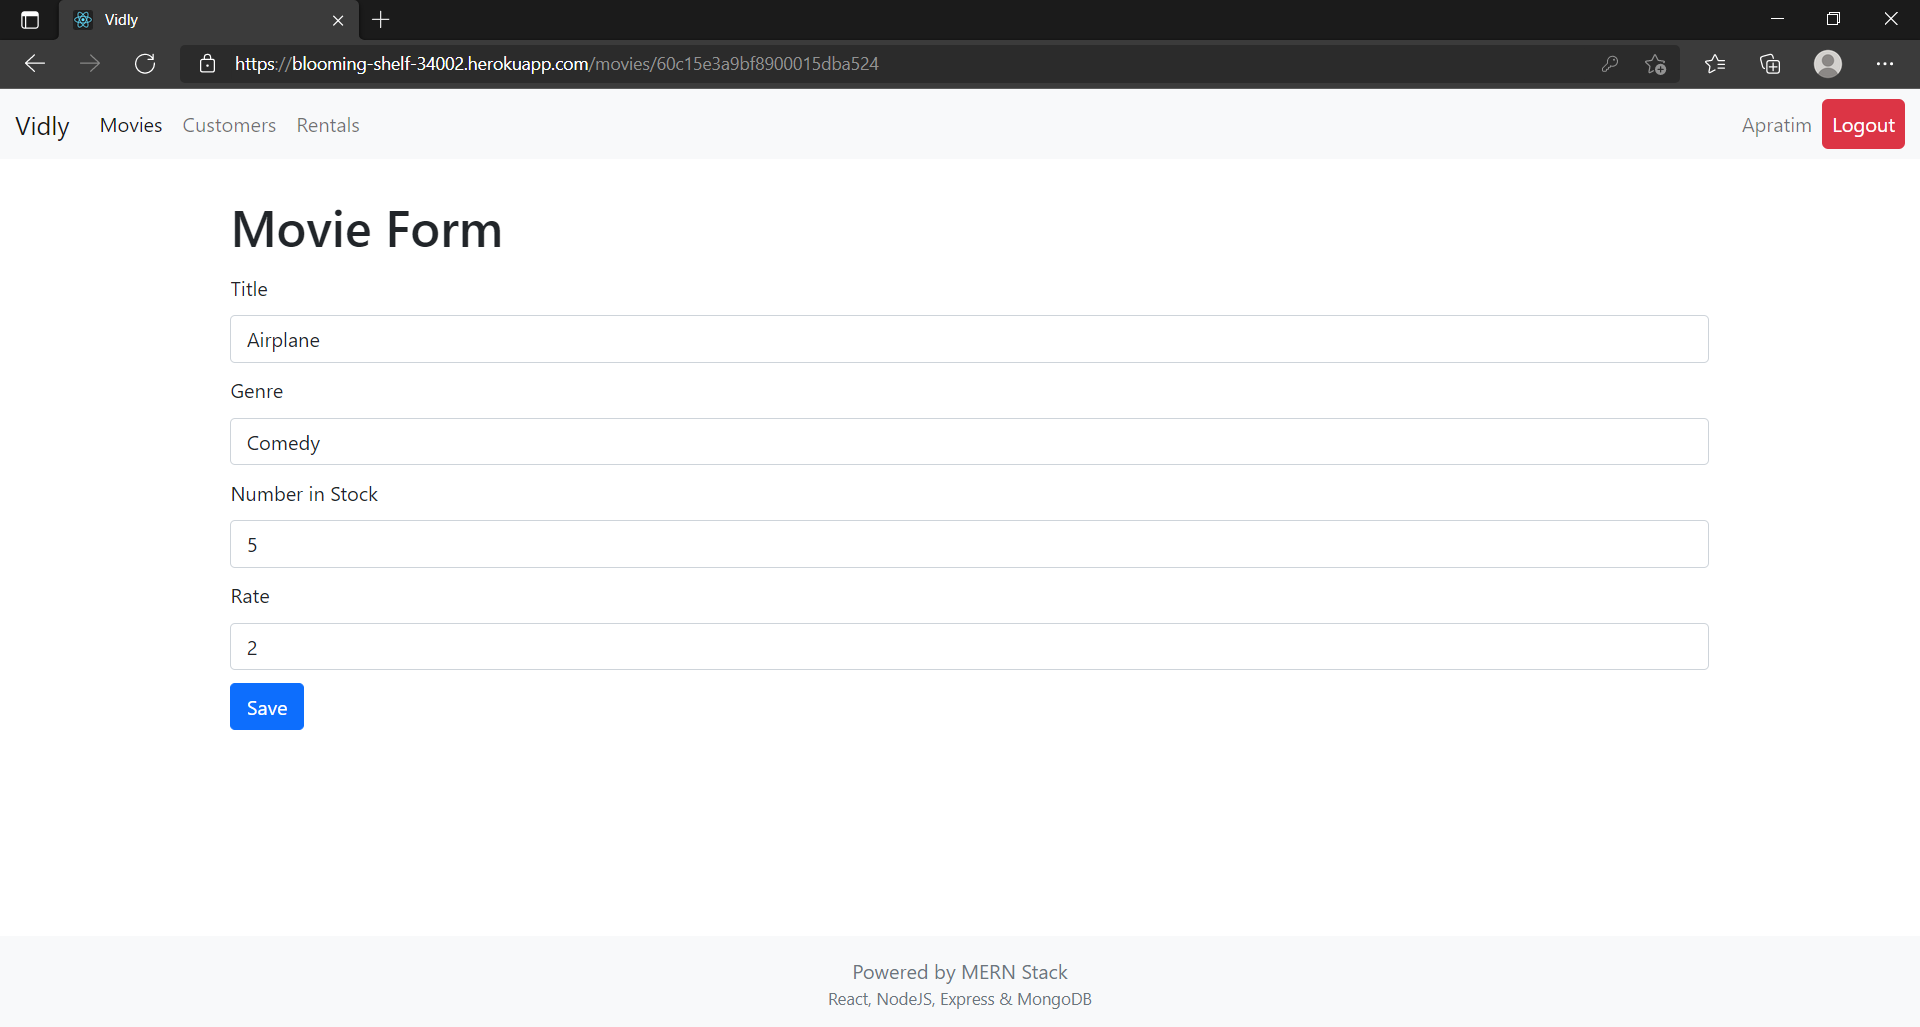 Vidly
https://blooming-shelf-34002.herokuapp.com/movies/60c15e3a9bf8900015dba524
Vidly Movies Customers Rentals Apratim Logout
Movie Form
Title
Airplane
Genre
Comedy
Number in Stock
5
Rate
2
Save
Powered by MERN Stack
React, NodeJS, Express & MongoDB